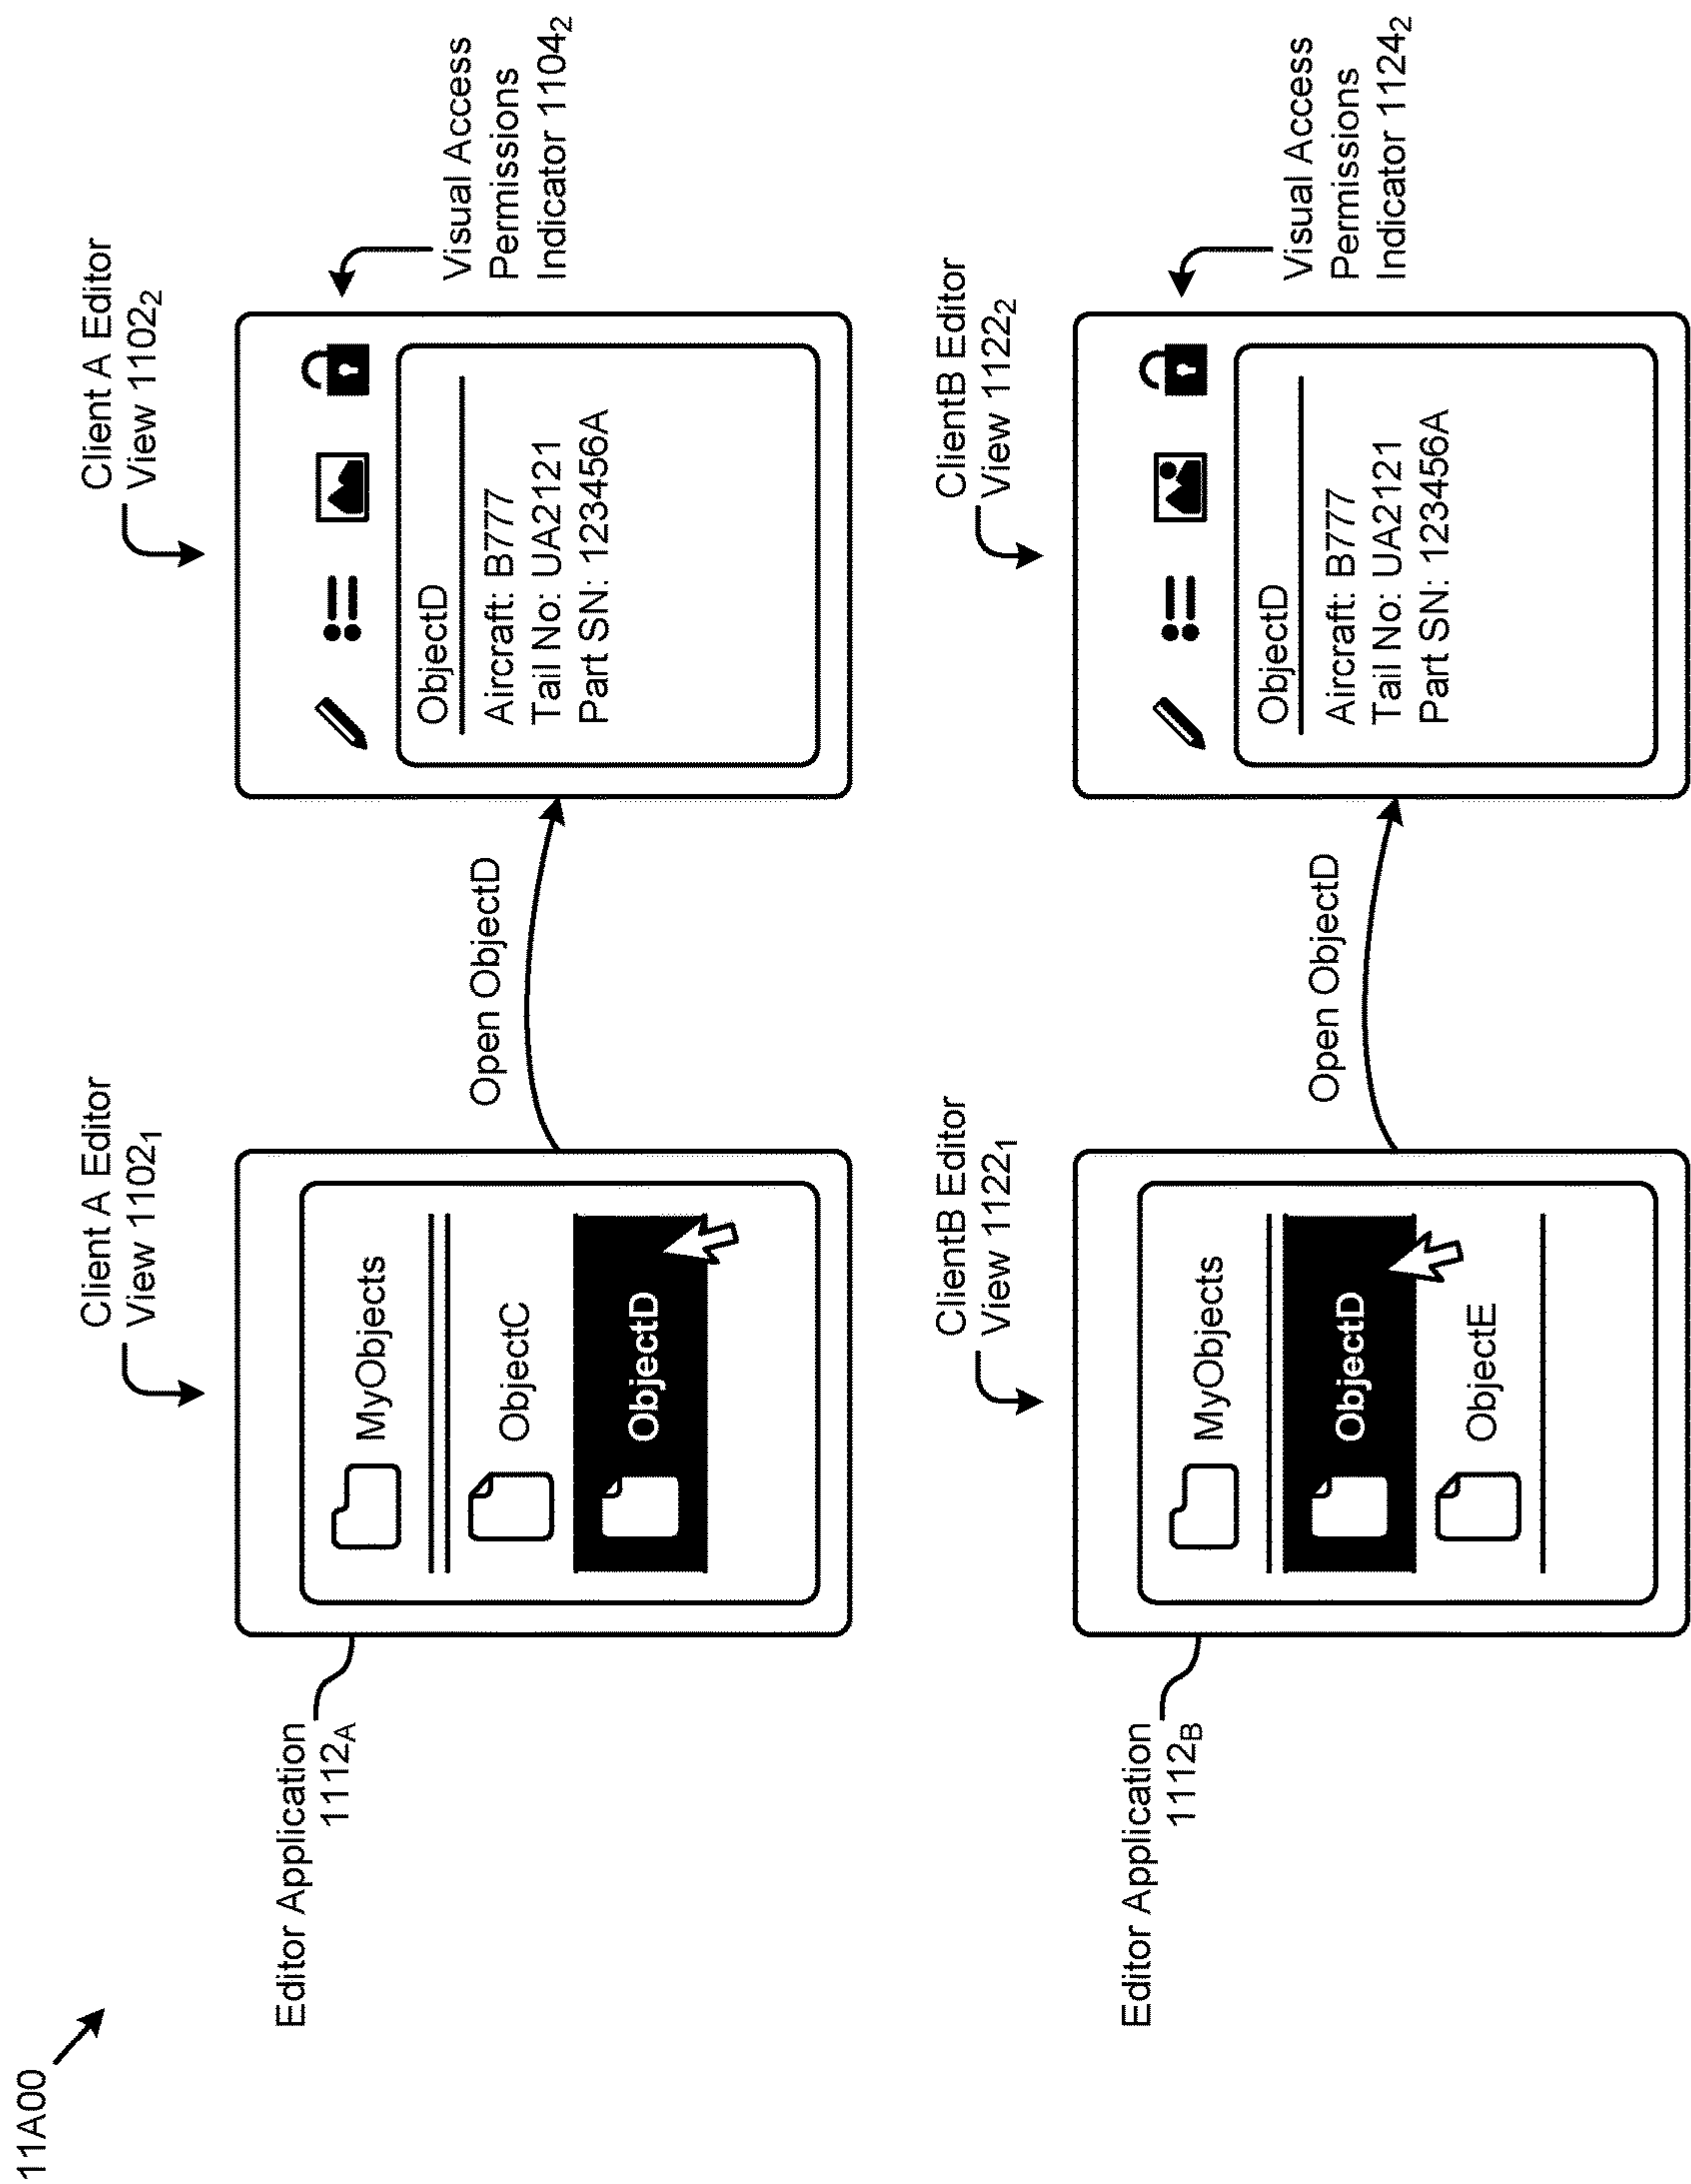 11A00
Client A Editor
View 1102₁
Client A Editor
View 1102₂
Editor Application
1112A
MyObjects
ObjectC
ObjectD
Open ObjectD
ObjectD
Aircraft: B777
Tail No: UA2121
Part SN: 123456A
Visual Access
Permissions
Indicator 1104₂
ClientB Editor
View 1122₁
ClientB Editor
View 1122₂
Editor Application
1112B
MyObjects
ObjectD
ObjectE
Open ObjectD
ObjectD
Aircraft: B777
Tail No: UA2121
Part SN: 123456A
Visual Access
Permissions
Indicator 1124₂